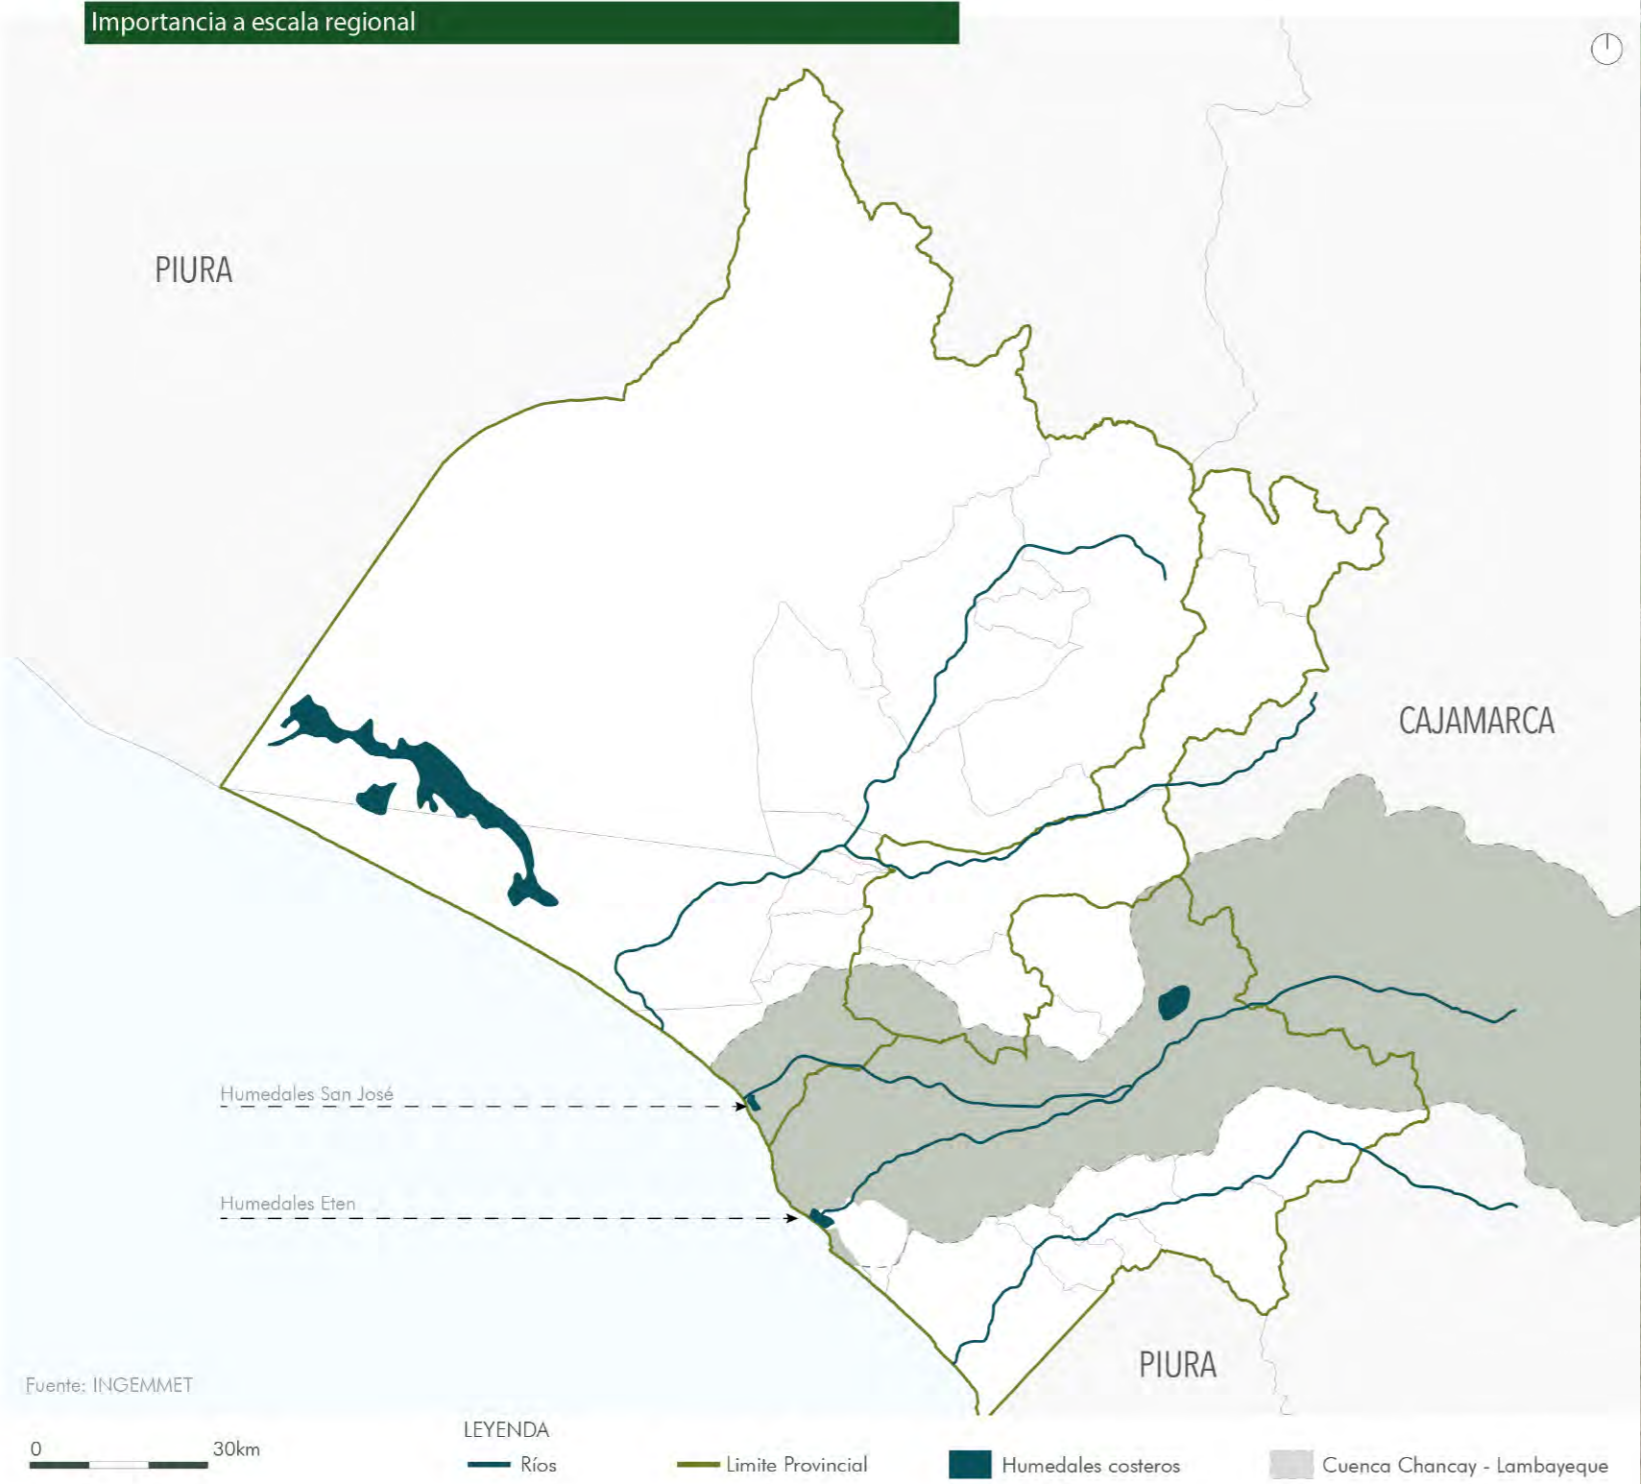 Importancia a escala regional
PIURA
CAJAMARCA
Humedales San José
Humedales Eten
PIURA
Fuente: INGEMMET
0 30km
LEYENDA
Ríos
Limite Provincial
Humedales costeros
Cuenca Chancay - Lambayeque